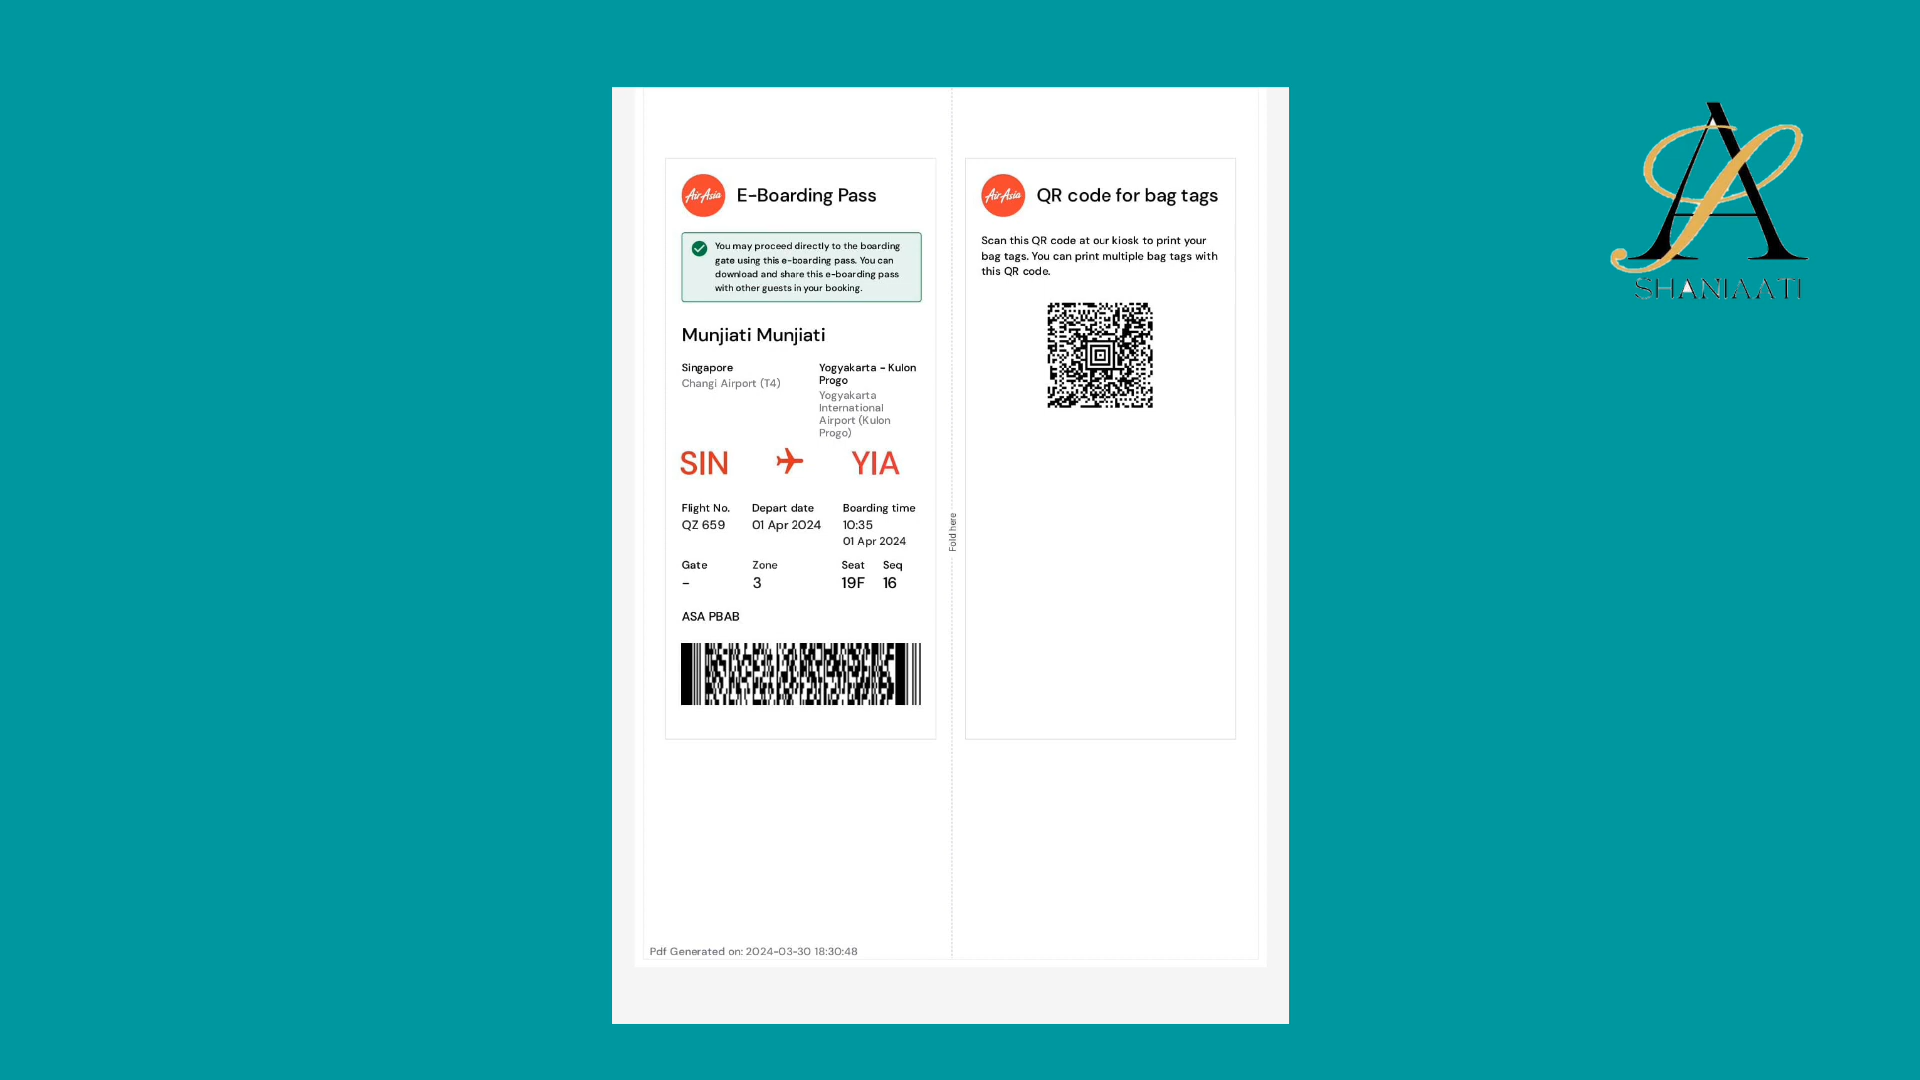 AirAsia
E-Boarding Pass
You may proceed directly to the boarding
gate using this e-boarding pass. You can
download and share this e-boarding pass
with other guests in your booking.
Munjiati Munjiati
Singapore
Changi Airport (T4)
Yogyakarta - Kulon
Progo
Yogyakarta
International
Airport (Kulon
Progo)
SIN YIA
Flight No. Depart date Boarding time
QZ 659 01 Apr 2024 10:35
01 Apr 2024
Gate Zone Seat Seq
- 3 19F 16
ASA PBAB
Fold here
AirAsia
QR code for bag tags
Scan this QR code at our kiosk to print your
bag tags. You can print multiple bag tags with
this QR code.
Pdf Generated on: 2024-03-30 18:30:48
SHANIAATI